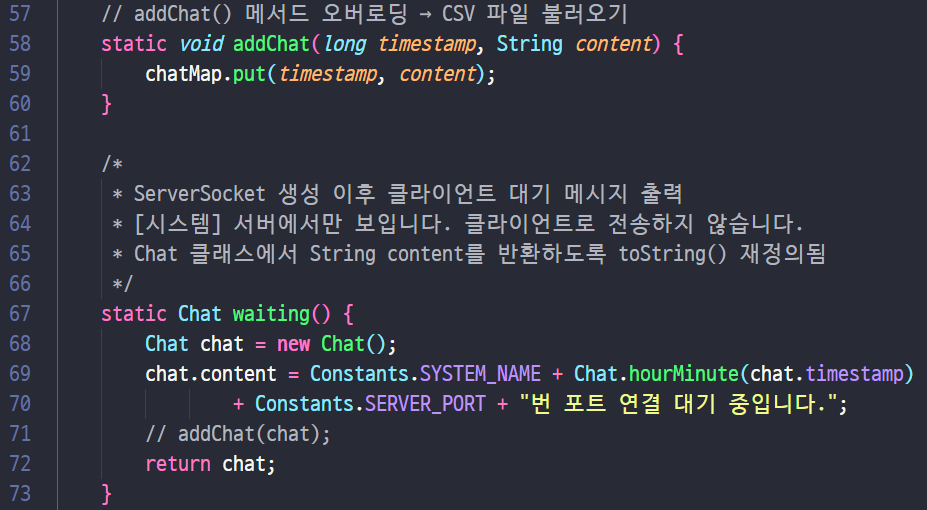 57 // addChat() 메서드 오버로딩 → CSV 파일 불러오기
58 static void addChat(long timestamp, String content) {
59 chatMap.put(timestamp, content);
60 }
61
62 /*
63 * ServerSocket 생성 이후 클라이언트 대기 메시지 출력
64 * [시스템] 서버에서만 보입니다. 클라이언트로 전송하지 않습니다.
65 * Chat 클래스에서 String content를 반환하도록 toString() 재정의됨
66 */
67 static Chat waiting() {
68 Chat chat = new Chat();
69 chat.content = Constants.SYSTEM_NAME + Chat.hourMinute(chat.timestamp)
70 + Constants.SERVER_PORT + "번 포트 연결 대기 중입니다.";
71 // addChat(chat);
72 return chat;
73 }